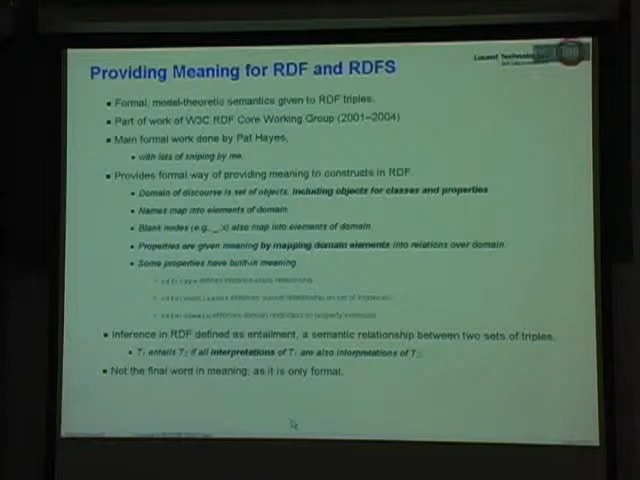 Providing Meaning for RDF and RDFS
Lucent Technologies
Formal, model-theoretic semantics given to RDF triples.
Part of work of W3C RDF Core Working Group (2001–2004)
Main formal work done by Pat Hayes,
with lots of sniping by me.
Provides formal way of providing meaning to constructs in RDF.
Domain of discourse is set of objects, including objects for classes and properties
Names map into elements of domain.
Blank nodes (e.g., _:x) also map into elements of domain.
Properties are given meaning by mapping domain elements into relations over domain.
Some properties have built-in meaning
Inference in RDF defined as entailment, a semantic relationship between two sets of triples.
T1 entails T2 if all interpretations of T1 are also interpretations of T2.
Not the final word in meaning, as it is only formal.